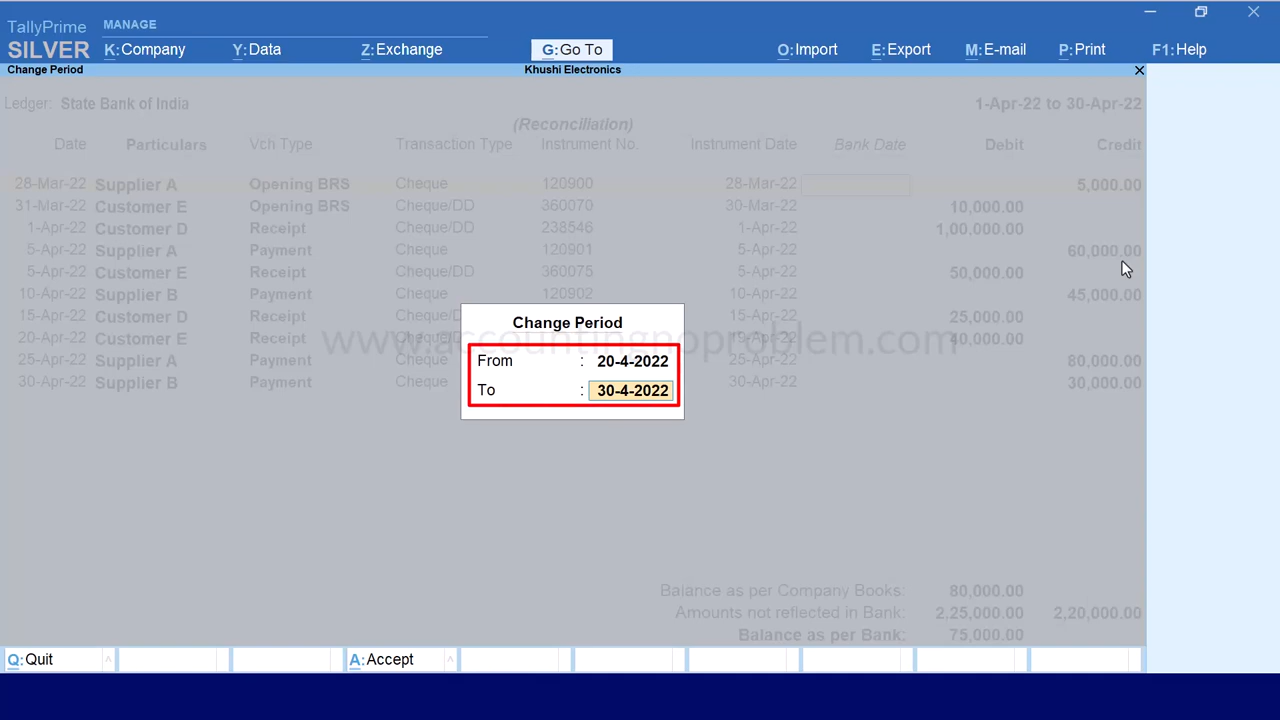 TallyPrime MANAGE
SILVER K:Company Y:Data Z:Exchange G:Go To O:Import E:Export M:E-mail P:Print F1:Help
Change Period Khushi Electronics
Ledger: State Bank of India 1-Apr-22 to 30-Apr-22
(Reconciliation)
Date Particulars Vch Type Transaction Type Instrument No. Instrument Date Bank Date Debit Credit
28-Mar-22 Supplier A Opening BRS Cheque 120900 28-Mar-22 5,000.00
31-Mar-22 Customer E Opening BRS Cheque/DD 360070 30-Mar-22 10,000.00
1-Apr-22 Customer D Receipt Cheque/DD 238546 1-Apr-22 1,00,000.00
5-Apr-22 Supplier A Payment Cheque 120901 5-Apr-22 60,000.00
5-Apr-22 Customer E Receipt Cheque/DD 360075 5-Apr-22 50,000.00
10-Apr-22 Supplier B Payment Cheque 120902 10-Apr-22 45,000.00
15-Apr-22 Customer D Receipt 15-Apr-22 25,000.00
20-Apr-22 Customer E Receipt 40,000.00
25-Apr-22 Supplier A Payment Cheque 25-Apr-22 80,000.00
30-Apr-22 Supplier B Payment Cheque 30-Apr-22 30,000.00
www.accountingnoproblem.com
Change Period
From : 20-4-2022
To : 30-4-2022
Balance as per Company Books: 80,000.00
Amounts not reflected in Bank: 2,25,000.00 2,20,000.00
Balance as per Bank: 75,000.00
Q:Quit A:Accept